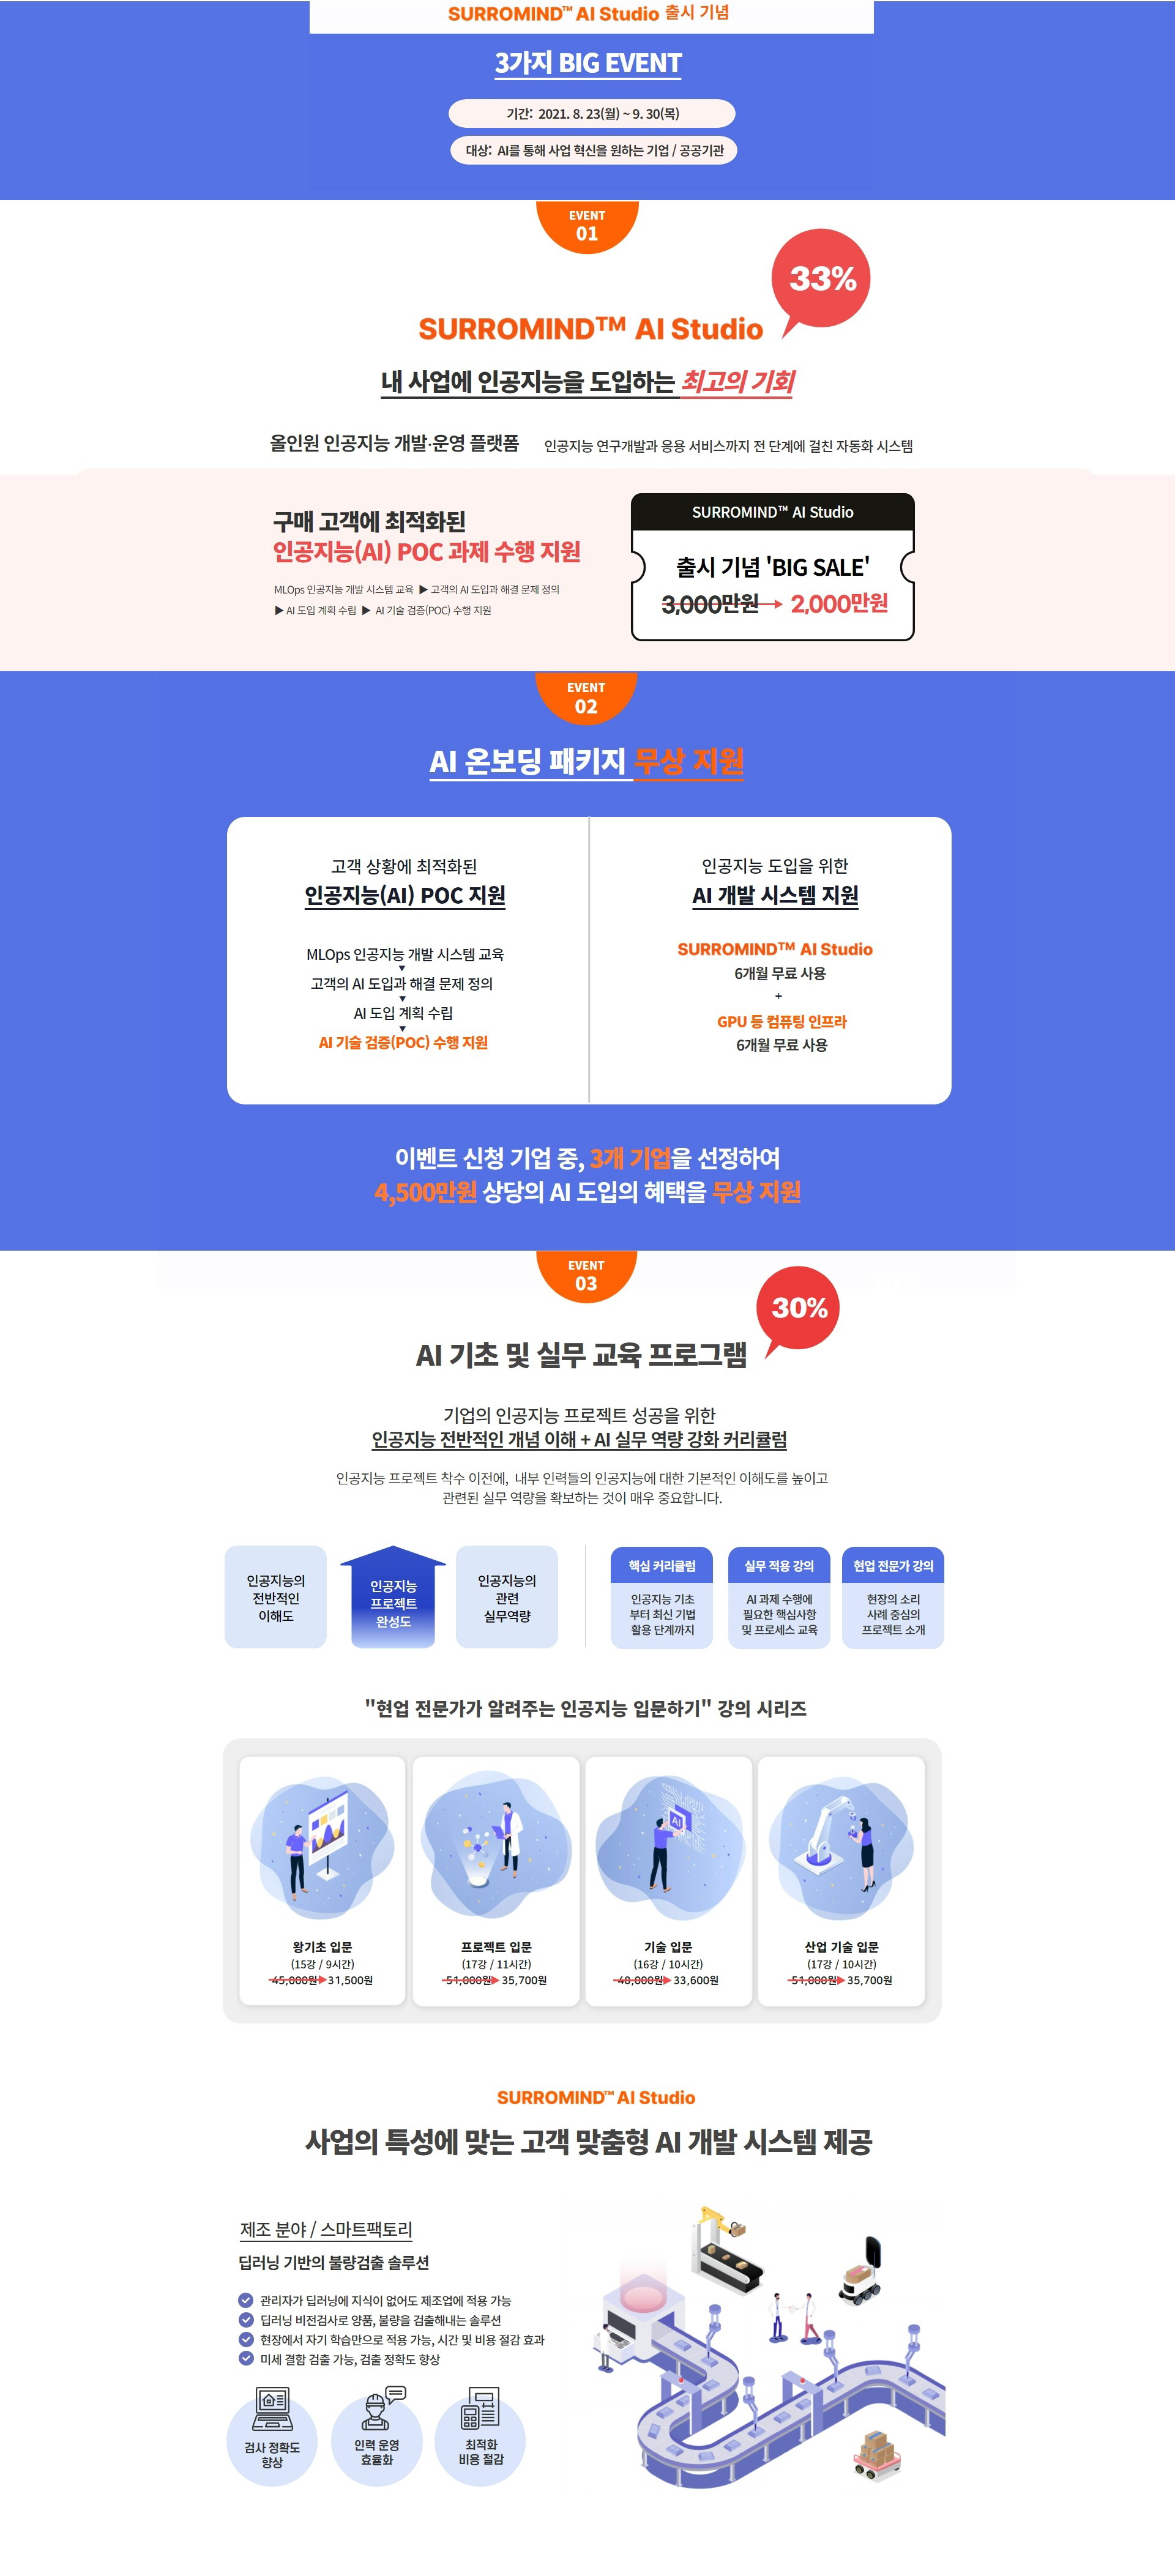 SURROMIND™ AI Studio 출시 기념
3가지 BIG EVENT
기간: 2021. 8. 23(월) ~ 9. 30(목)
대상: AI를 통해 사업 혁신을 원하는 기업 / 공공기관
EVENT
01
33%
SURROMIND™ AI Studio
내 사업에 인공지능을 도입하는 최고의 기회
올인원 인공지능 개발·운영 플랫폼 인공지능 연구개발과 응용 서비스까지 전 단계에 걸친 자동화 시스템
구매 고객에 최적화된
인공지능(AI) POC 과제 수행 지원
MLOps 인공지능 개발 시스템 교육 ▶ 고객의 AI 도입과 해결 문제 정의
▶ AI 도입 계획 수립 ▶ AI 기술 검증(POC) 수행 지원
SURROMIND™ AI Studio
출시 기념 'BIG SALE'
3,000만원 → 2,000만원
EVENT
02
AI 온보딩 패키지 무상 지원
고객 상황에 최적화된
인공지능(AI) POC 지원
MLOps 인공지능 개발 시스템 교육
▼
고객의 AI 도입과 해결 문제 정의
▼
AI 도입 계획 수립
▼
AI 기술 검증(POC) 수행 지원
인공지능 도입을 위한
AI 개발 시스템 지원
SURROMIND™ AI Studio
6개월 무료 사용
+
GPU 등 컴퓨팅 인프라
6개월 무료 사용
이벤트 신청 기업 중, 3개 기업을 선정하여
4,500만원 상당의 AI 도입의 혜택을 무상 지원
EVENT
03
30%
AI 기초 및 실무 교육 프로그램
기업의 인공지능 프로젝트 성공을 위한
인공지능 전반적인 개념 이해 + AI 실무 역량 강화 커리큘럼
인공지능 프로젝트 착수 이전에, 내부 인력들의 인공지능에 대한 기본적인 이해도를 높이고
관련된 실무 역량을 확보하는 것이 매우 중요합니다.
인공지능의
전반적인
이해도
인공지능
프로젝트
완성도
인공지능의
관련
실무역량
핵심 커리큘럼
인공지능 기초
부터 최신 기법
활용 단계까지
실무 적용 강의
AI 과제 수행에
필요한 핵심사항
및 프로세스 교육
현업 전문가 강의
현장의 소리
사례 중심의
프로젝트 소개
"현업 전문가가 알려주는 인공지능 입문하기" 강의 시리즈
AI
왕기초 입문
(15강 / 9시간)
45,000원 31,500원
프로젝트 입문
(17강 / 11시간)
51,000원 35,700원
기술 입문
(16강 / 10시간)
48,000원 33,600원
산업 기술 입문
(17강 / 10시간)
51,000원 35,700원
SURROMIND™ AI Studio
사업의 특성에 맞는 고객 맞춤형 AI 개발 시스템 제공
제조 분야 / 스마트팩토리
딥러닝 기반의 불량검출 솔루션
관리자가 딥러닝에 지식이 없어도 제조업에 적용 가능
딥러닝 비전검사로 양품, 불량을 검출해내는 솔루션
현장에서 자기 학습만으로 적용 가능, 시간 및 비용 절감 효과
미세 결함 검출 가능, 검출 정확도 향상
검사 정확도
향상
인력 운영
효율화
최적화
비용 절감